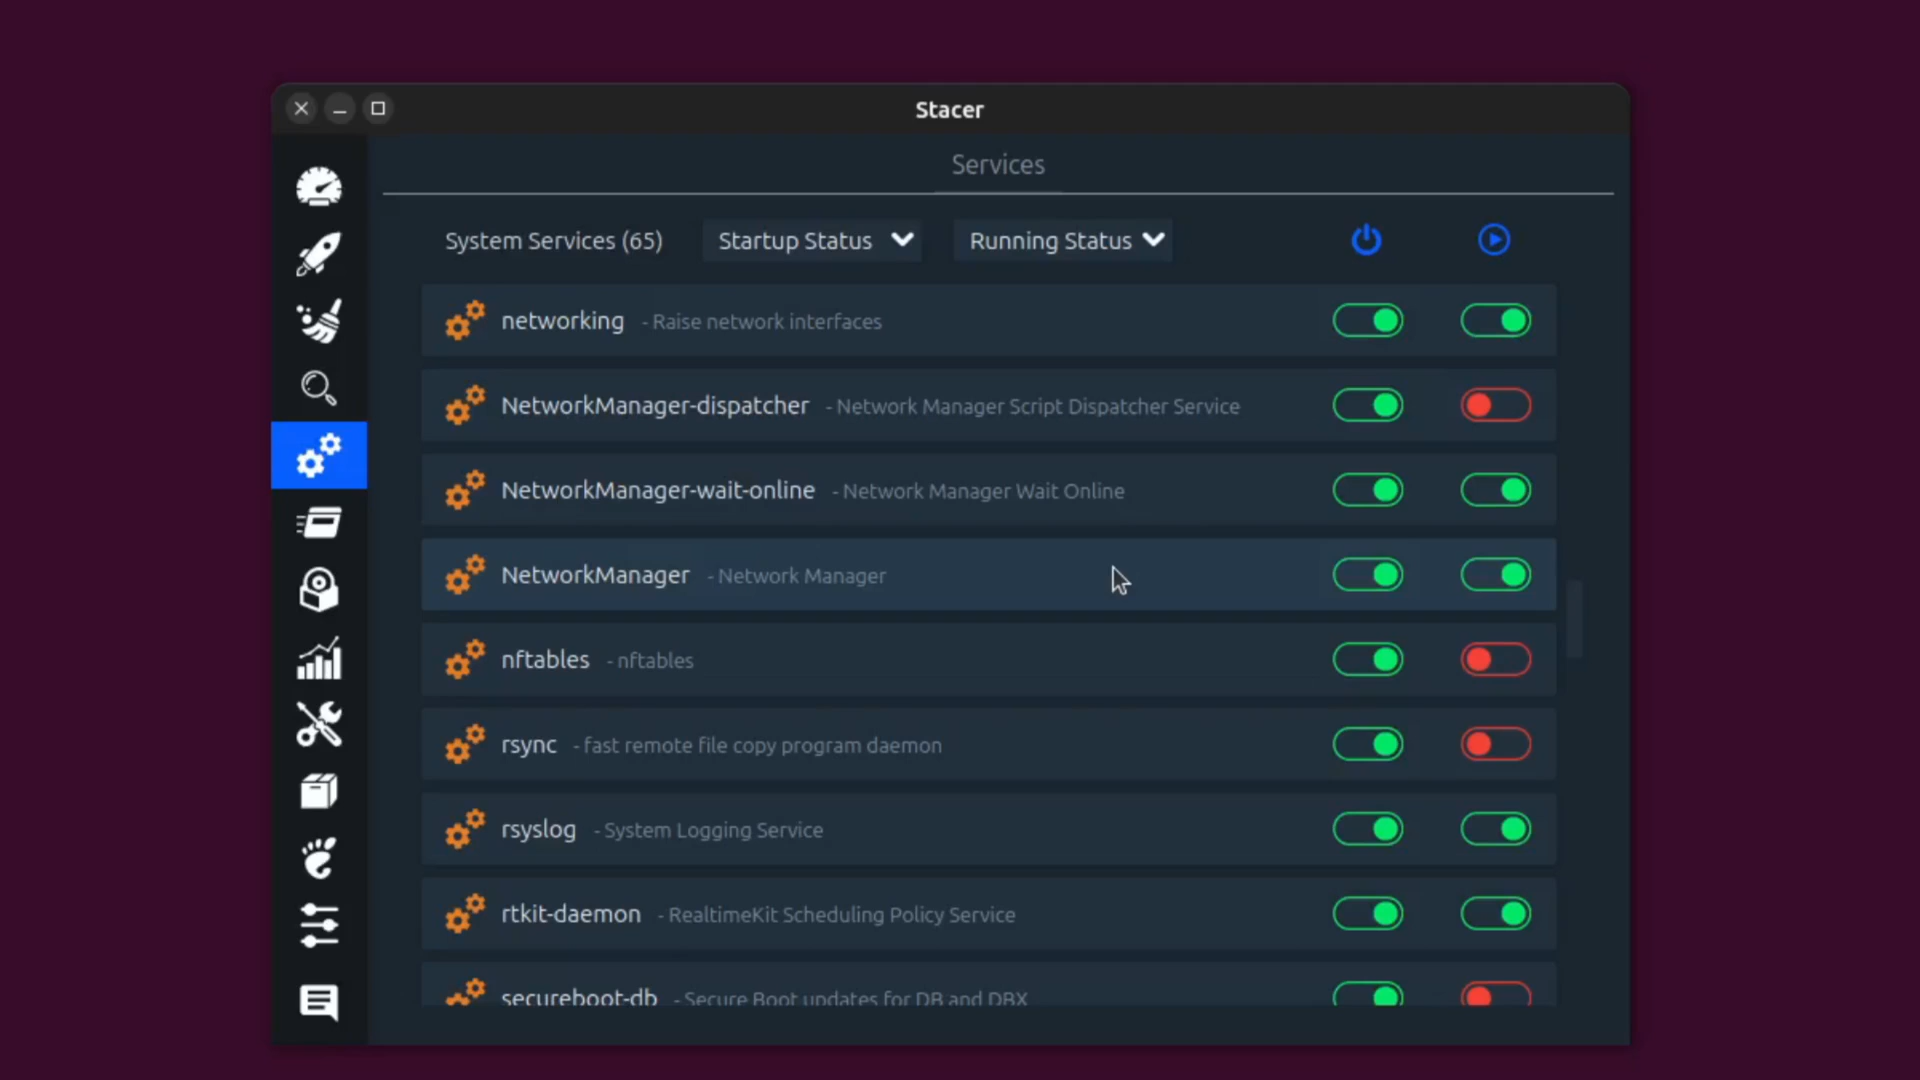 Stacer
Services
System Services (65) Startup Status Running Status
networking - Raise network interfaces
NetworkManager-dispatcher - Network Manager Script Dispatcher Service
NetworkManager-wait-online - Network Manager Wait Online
NetworkManager - Network Manager
nftables - nftables
rsync - fast remote file copy program daemon
rsyslog - System Logging Service
rtkit-daemon - RealtimeKit Scheduling Policy Service
secureboot-db - Secure Boot updates for DB and DBX